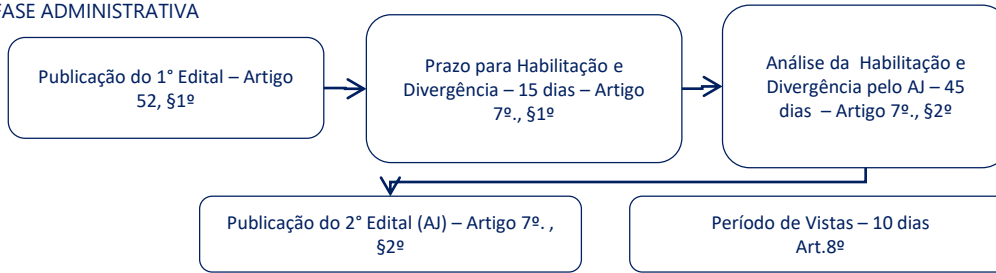 FASE ADMINISTRATIVA
Publicação do 1° Edital – Artigo
52, §1º
Prazo para Habilitação e
Divergência – 15 dias – Artigo
7º., §1º
Análise da Habilitação e
Divergência pelo AJ – 45
dias – Artigo 7º., §2º
Publicação do 2° Edital (AJ) – Artigo 7º. ,
§2º
Período de Vistas – 10 dias
Art.8º